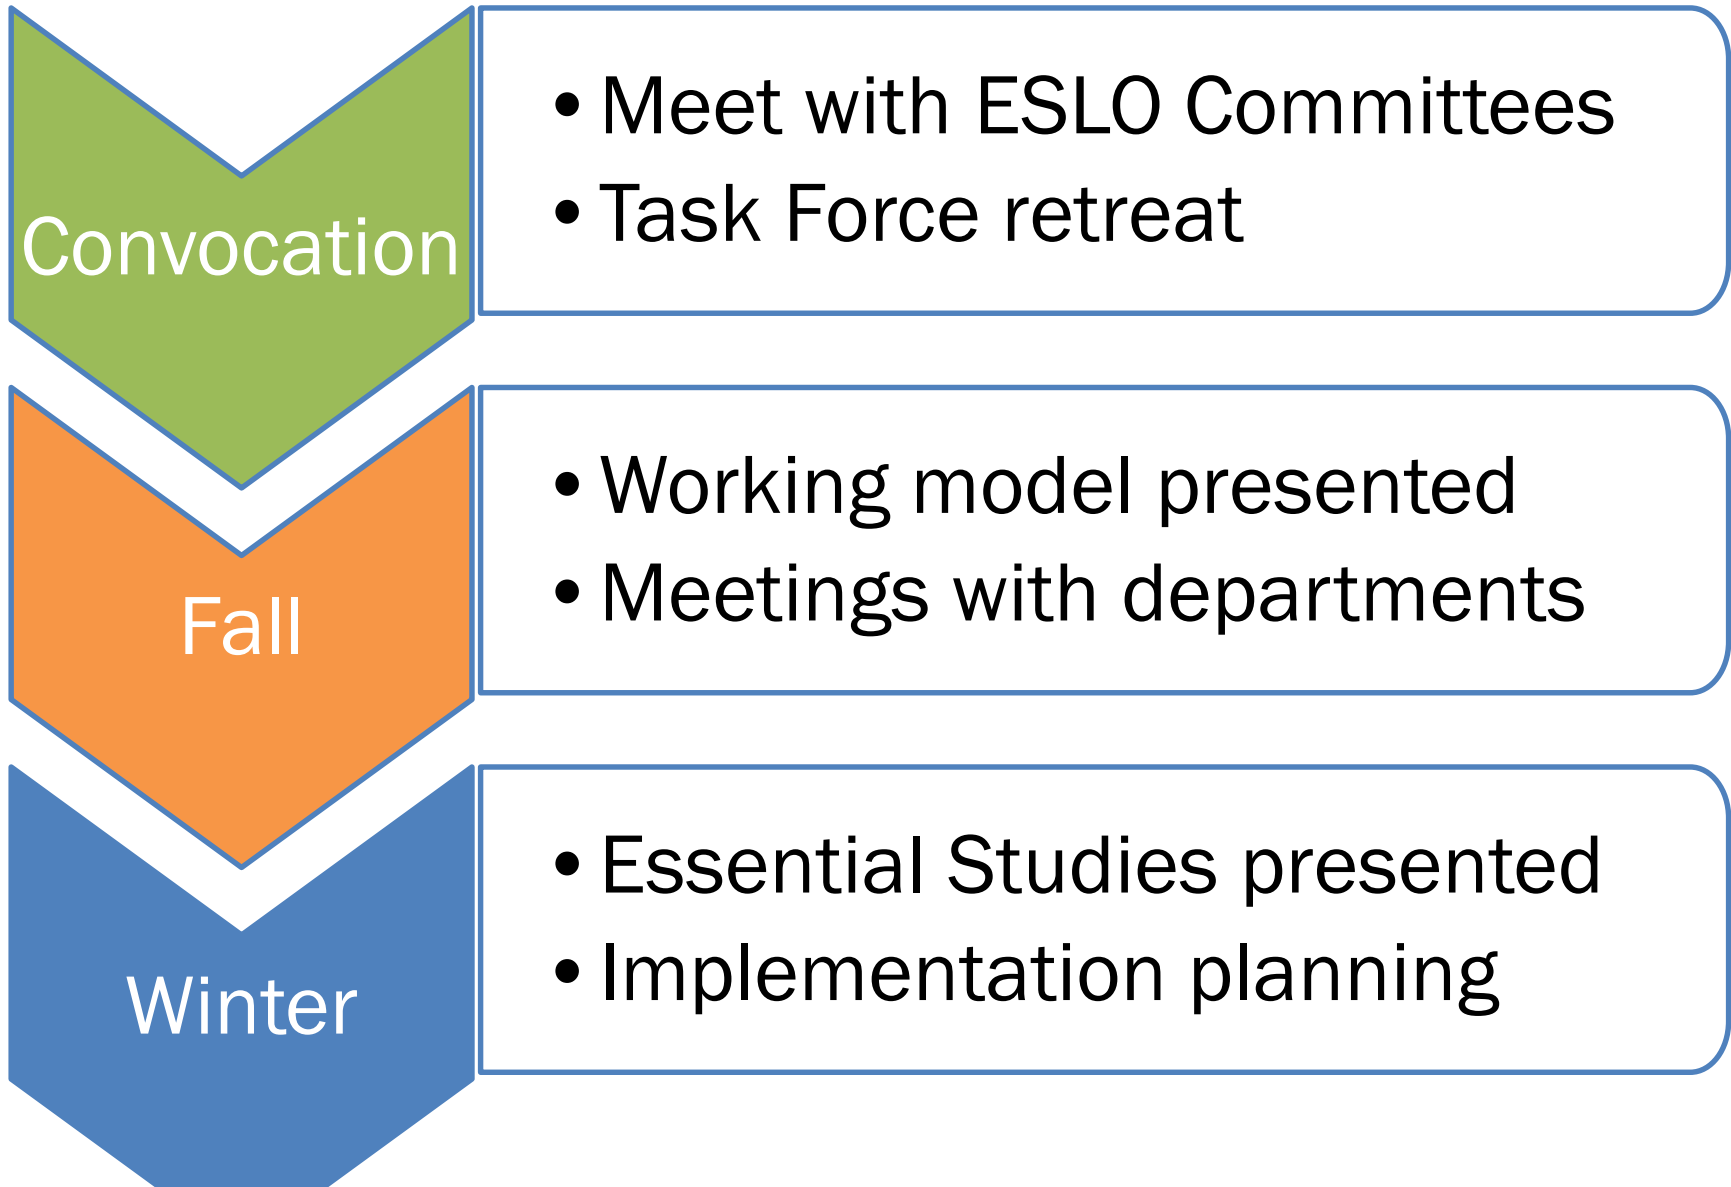 Convocation
• Meet with ESLO Committees
• Task Force retreat
Fall
• Working model presented
• Meetings with departments
Winter
• Essential Studies presented
• Implementation planning